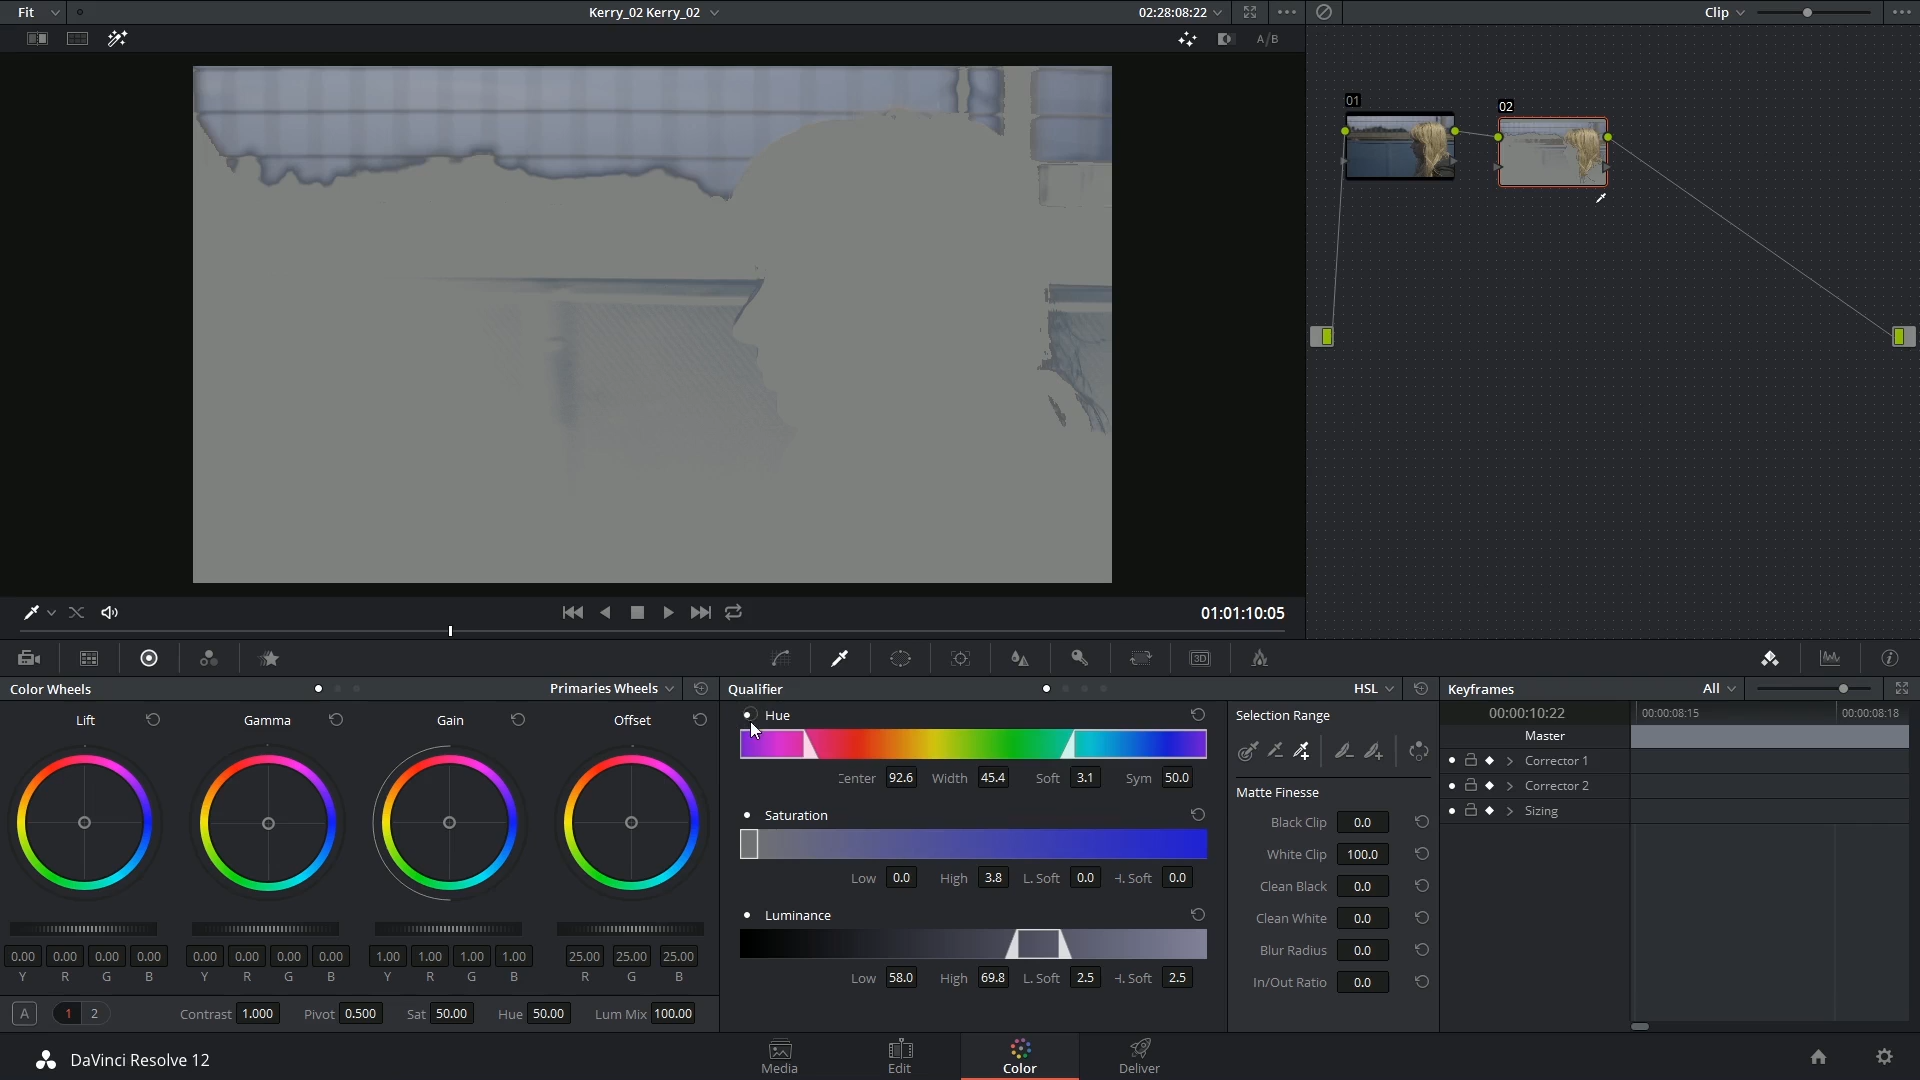 Fit
Kerry_02 Kerry_02
02:28:08:22
Clip
A/B
01
02
01:01:10:05
3D
Color Wheels
Primaries Wheels
Lift
Gamma
Gain
Offset
0.00 0.00 0.00 0.00
0.00 0.00 0.00 0.00
1.00 1.00 1.00 1.00
25.00 25.00 25.00
Y R G B
Y R G B
Y R G B
R G B
A
1 2
Contrast 1.000
Pivot 0.500
Sat 50.00
Hue 50.00
Lum Mix 100.00
Qualifier
HSL
Hue
Center 92.6 Width 45.4 Soft 3.1 Sym 50.0
Saturation
Low 0.0 High 3.8 L. Soft 0.0 H. Soft 0.0
Luminance
Low 58.0 High 69.8 L. Soft 2.5 H. Soft 2.5
Selection Range
Matte Finesse
Black Clip 0.0
White Clip 100.0
Clean Black 0.0
Clean White 0.0
Blur Radius 0.0
In/Out Ratio 0.0
Keyframes
All
00:00:10:22
00:00:08:15
00:00:08:18
Master
Corrector 1
Corrector 2
Sizing
DaVinci Resolve 12
Media
Edit
Color
Deliver